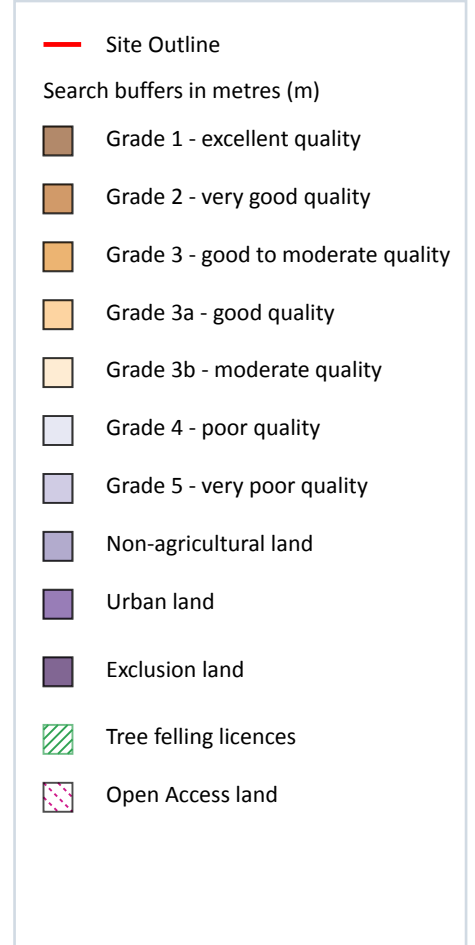 Site Outline
Search buffers in metres (m)
Grade 1 - excellent quality
Grade 2 - very good quality
Grade 3 - good to moderate quality
Grade 3a - good quality
Grade 3b - moderate quality
Grade 4 - poor quality
Grade 5 - very poor quality
Non-agricultural land
Urban land
Exclusion land
Tree felling licences
Open Access land